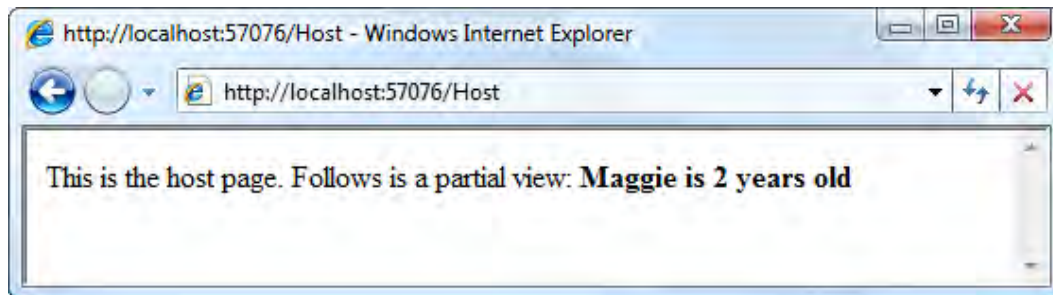 http://localhost:57076/Host - Windows Internet Explorer
http://localhost:57076/Host
This is the host page. Follows is a partial view: Maggie is 2 years old